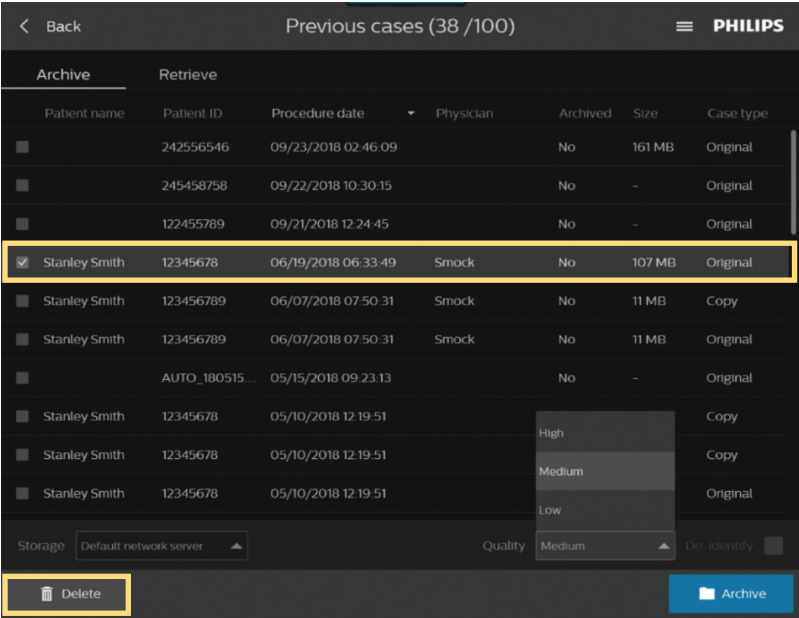 Back Previous cases (38 /100) PHILIPS
Archive Retrieve
Patient name Patient ID Procedure date Physician Archived Size Case type
242556546 09/23/2018 02:46:09 No 161 MB Original
245458758 09/22/2018 10:30:15 No - Original
122455789 09/21/2018 12:24:45 No - Original
Stanley Smith 12345678 06/19/2018 06:33:49 Smock No 107 MB Original
Stanley Smith 123456789 06/07/2018 07:50:31 Smock No 11 MB Copy
Stanley Smith 123456789 06/07/2018 07:50:31 Smock No 11 MB Original
AUTO_180515.... 05/15/2018 09:23:13 No - Original
Stanley Smith 12345678 05/10/2018 12:19:51 Copy
High
Stanley Smith 12345678 05/10/2018 12:19:51 Copy
Medium
Stanley Smith 12345678 05/10/2018 12:19:51 Original
Low
Storage Default network server Quality Medium De-identify
Delete Archive